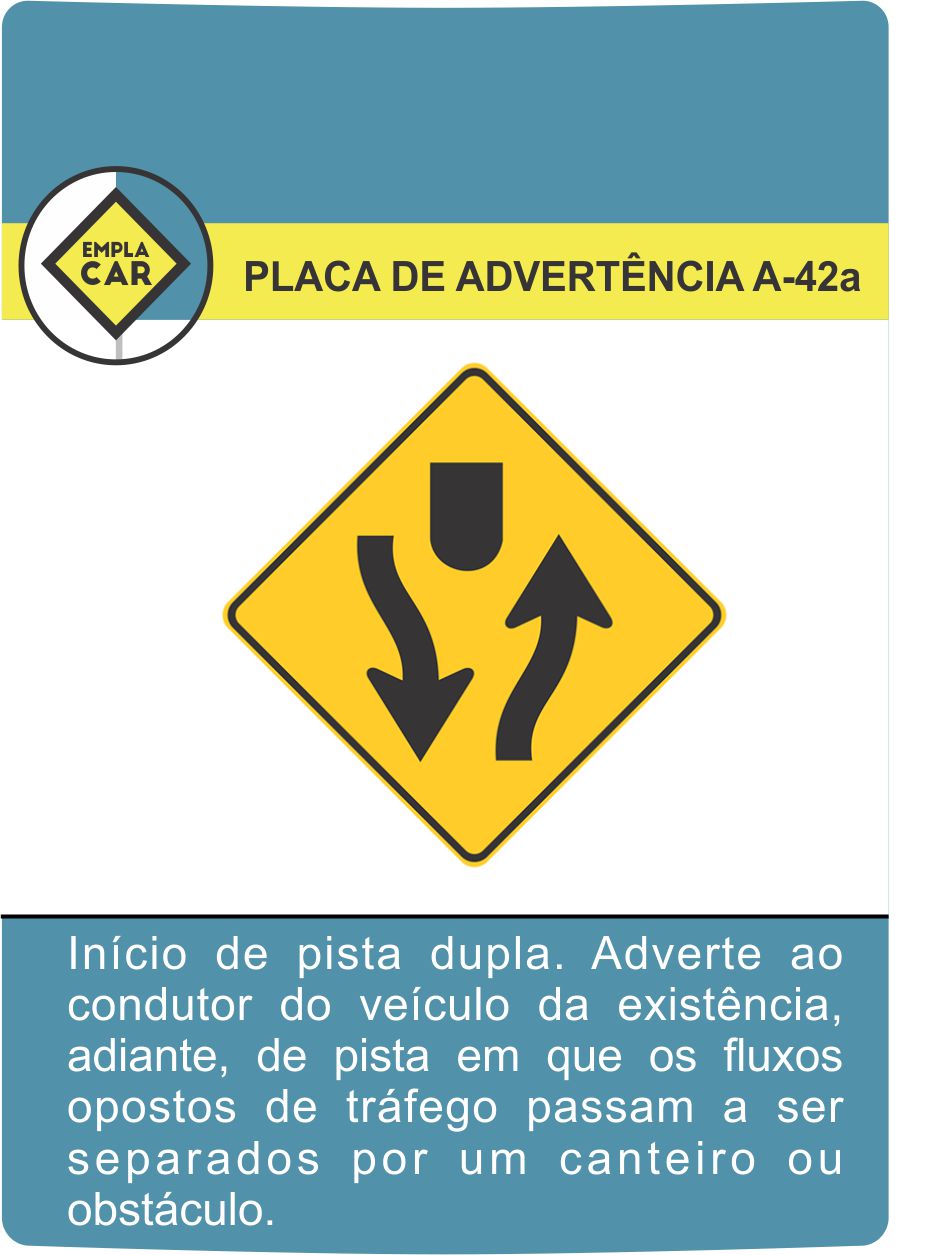 EMPLA
CAR
PLACA DE ADVERTÊNCIA A-42a
Início de pista dupla. Adverte ao
condutor do veículo da existência,
adiante, de pista em que os fluxos
opostos de tráfego passam a ser
separados por um canteiro ou
obstáculo.